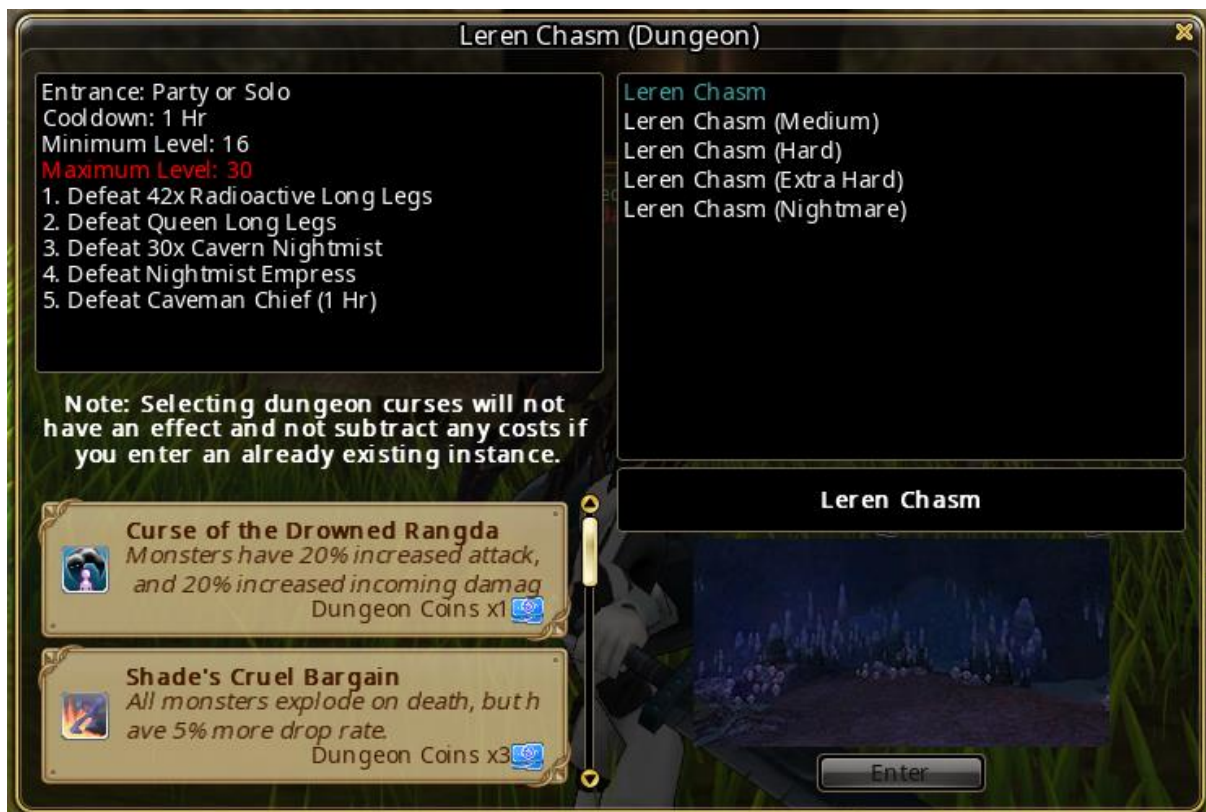 Leren Chasm (Dungeon)
Entrance: Party or Solo
Cooldown: 1 Hr
Minimum Level: 16
Maximum Level: 30
1. Defeat 42x Radioactive Long Legs
2. Defeat Queen Long Legs
3. Defeat 30x Cavern Nightmist
4. Defeat Nightmist Empress
5. Defeat Caveman Chief (1 Hr)
Note: Selecting dungeon curses will not
have an effect and not subtract any costs if
you enter an already existing instance.
Curse of the Drowned Rangda
Monsters have 20% increased attack,
and 20% increased incoming damag
Dungeon Coins x1
Shade's Cruel Bargain
All monsters explode on death, but h
ave 5% more drop rate.
Dungeon Coins x3
Leren Chasm
Leren Chasm (Medium)
Leren Chasm (Hard)
Leren Chasm (Extra Hard)
Leren Chasm (Nightmare)
Leren Chasm
Enter